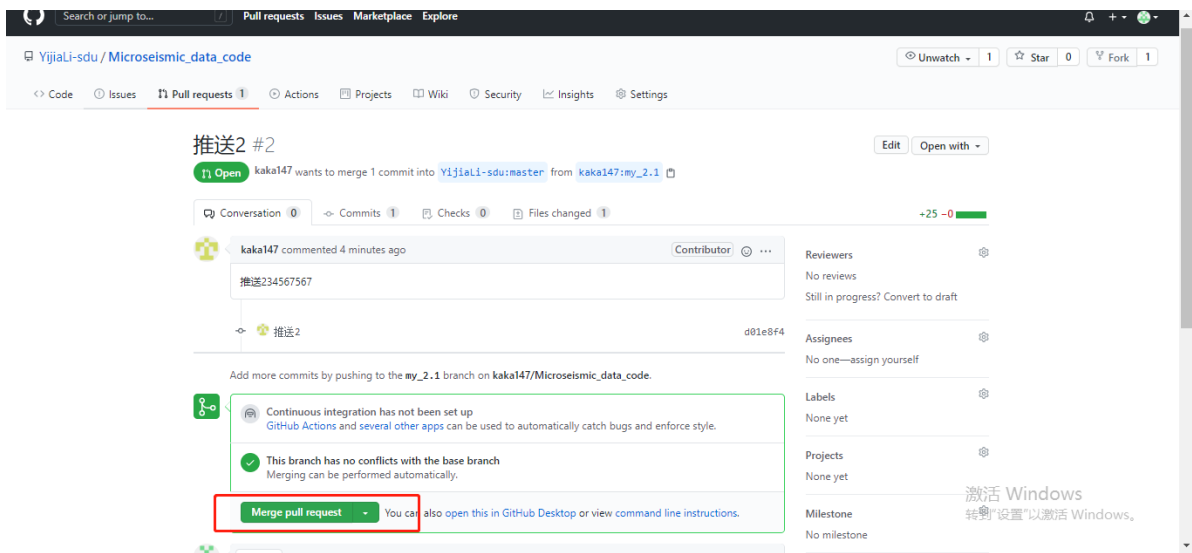 Search or jump to... / Pull requests Issues Marketplace Explore
YijiaLi-sdu / Microseismic_data_code
Unwatch 1 Star 0 Fork 1
Code Issues Pull requests 1 Actions Projects Wiki Security Insights Settings
推送2 #2
Edit Open with
Open kaka147 wants to merge 1 commit into YijiaLi-sdu:master from kaka147:my_2.1
Conversation 0 Commits 1 Checks 0 Files changed 1
+25 −0
kaka147 commented 4 minutes ago
Contributor
推送234567567
推送2
d01e8f4
Add more commits by pushing to the my_2.1 branch on kaka147/Microseismic_data_code.
Continuous integration has not been set up
GitHub Actions and several other apps can be used to automatically catch bugs and enforce style.
This branch has no conflicts with the base branch
Merging can be performed automatically.
Merge pull request
You can also open this in GitHub Desktop or view command line instructions.
Reviewers
No reviews
Still in progress? Convert to draft
Assignees
No one—assign yourself
Labels
None yet
Projects
None yet
Milestone
No milestone
激活 Windows
转到"设置"以激活 Windows。